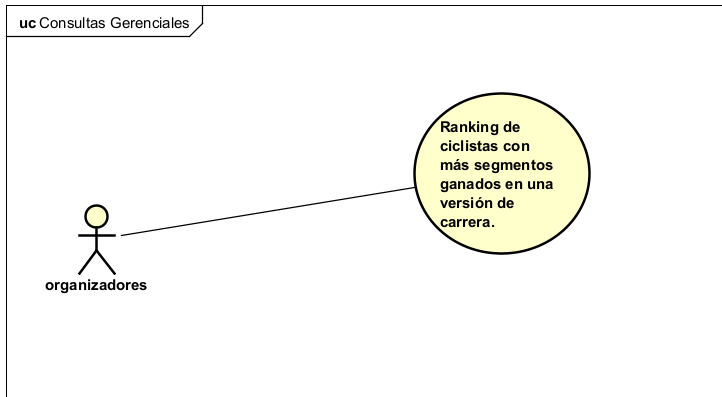 uc Consultas Gerenciales
Ranking de
ciclistas con
más segmentos
ganados en una
versión de
carrera.
organizadores